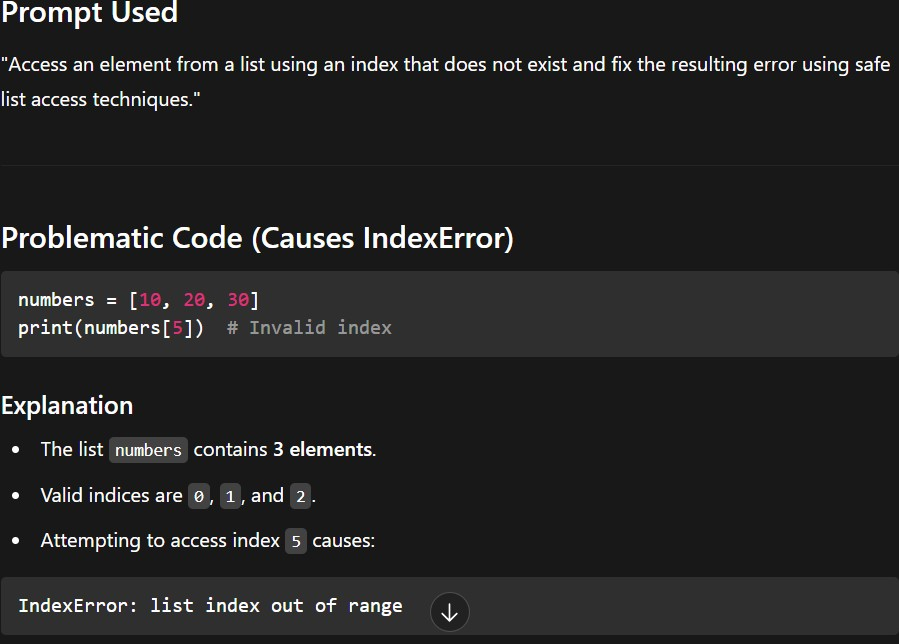 Prompt Used
"Access an element from a list using an index that does not exist and fix the resulting error using safe
list access techniques."
Problematic Code (Causes IndexError)
numbers = [10, 20, 30]
print(numbers[5])  # Invalid index
Explanation
• The list numbers contains 3 elements.
• Valid indices are 0, 1, and 2.
• Attempting to access index 5 causes:
IndexError: list index out of range